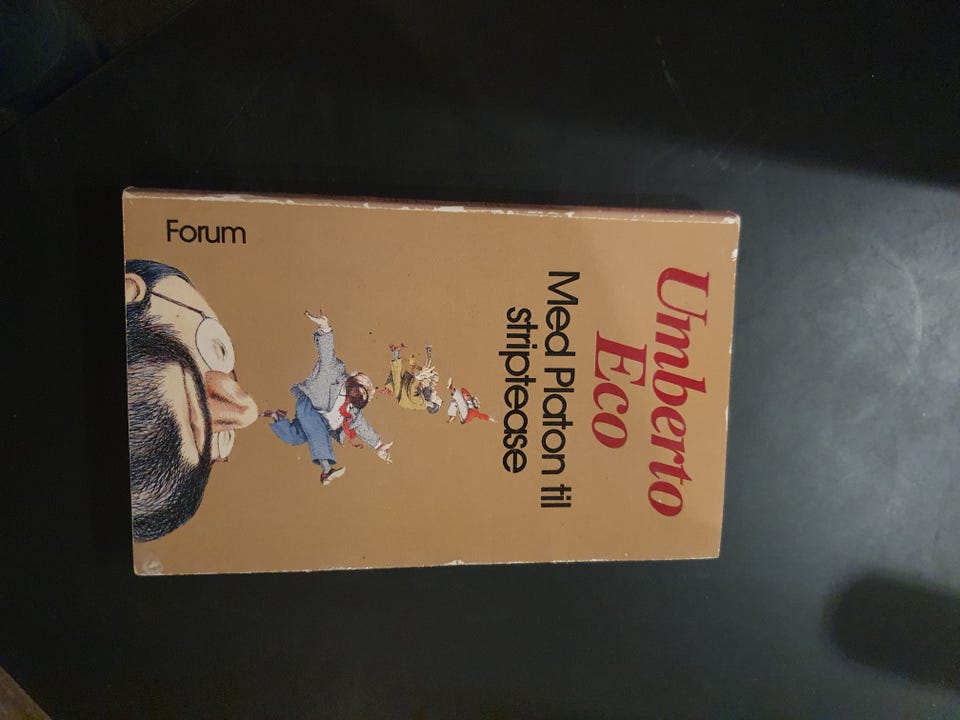 Umberto
Eco
Med Platon til
striptease
Forum